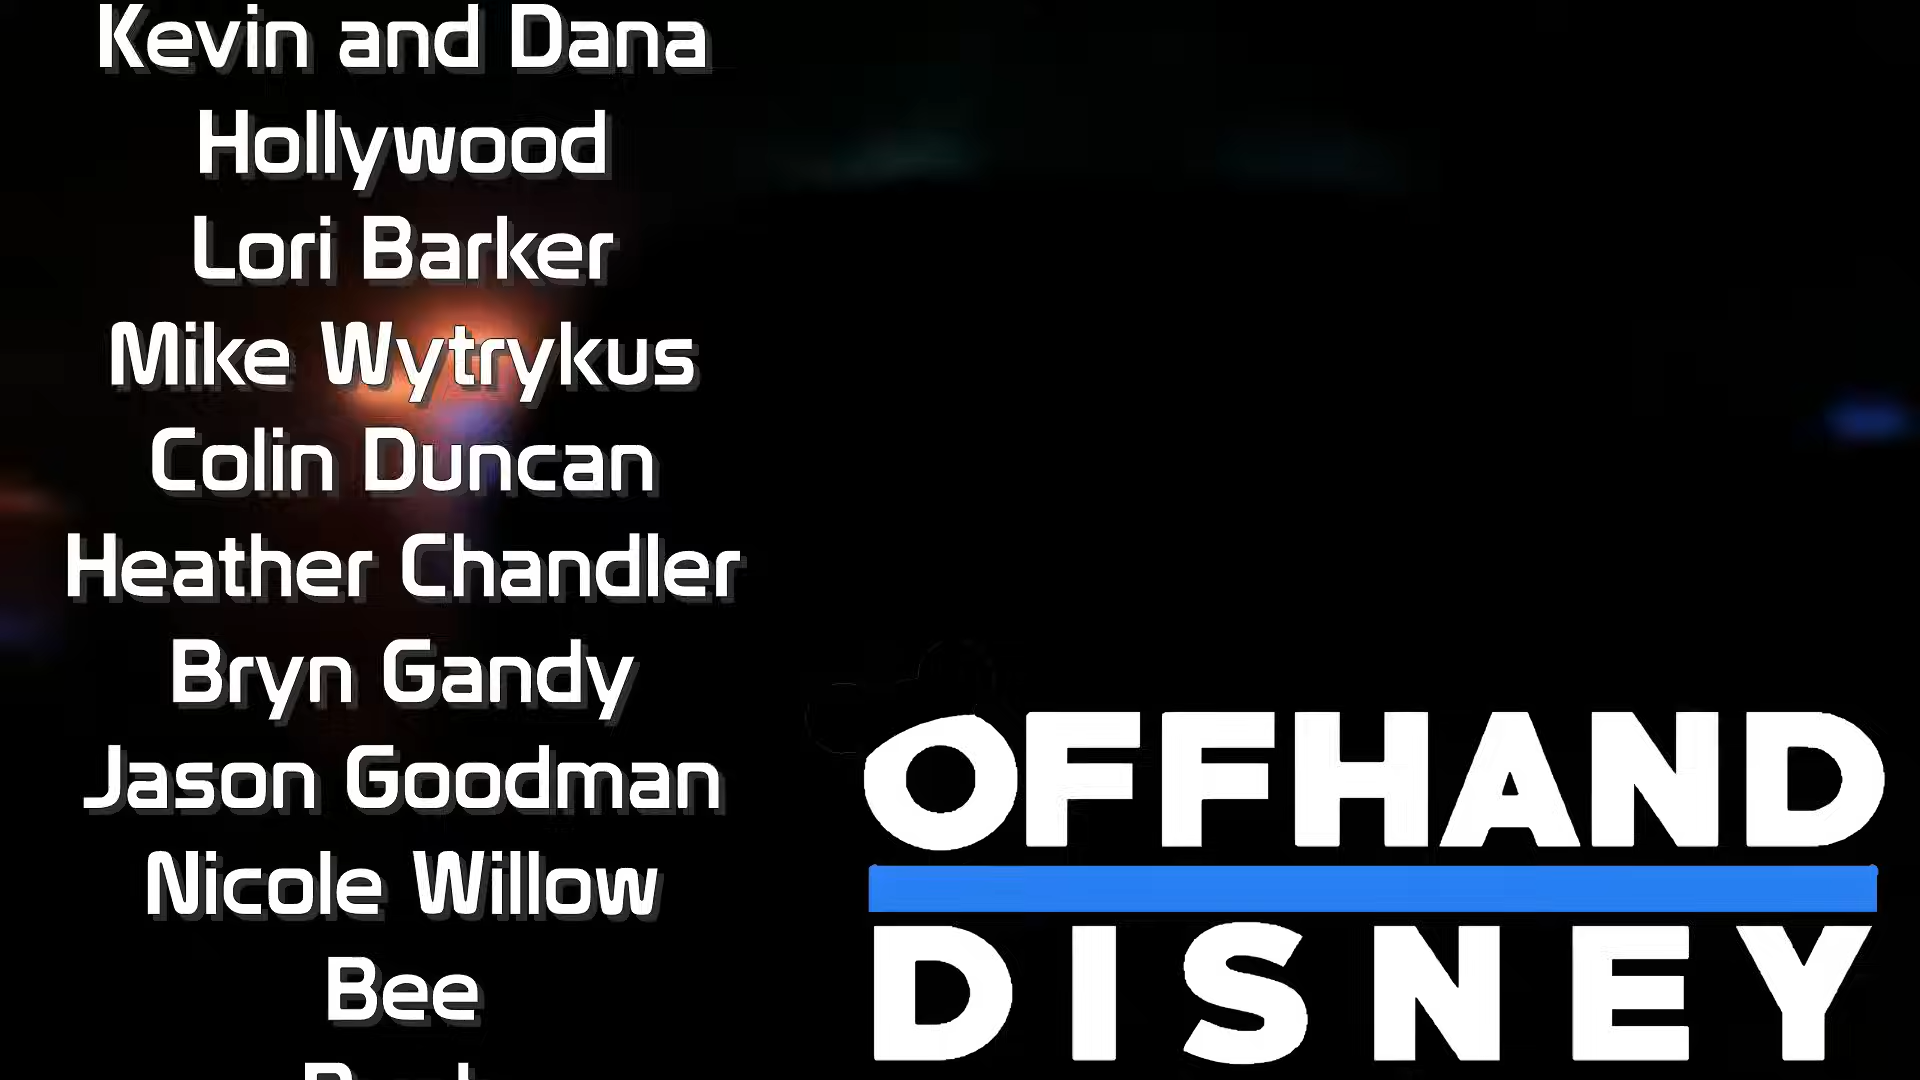 Kevin and Dana
Hollywood
Lori Barker
Mike Wytrykus
Colin Duncan
Heather Chandler
Bryn Gandy
Jason Goodman
Nicole Willow
Bee
OFFHAND
DISNEY